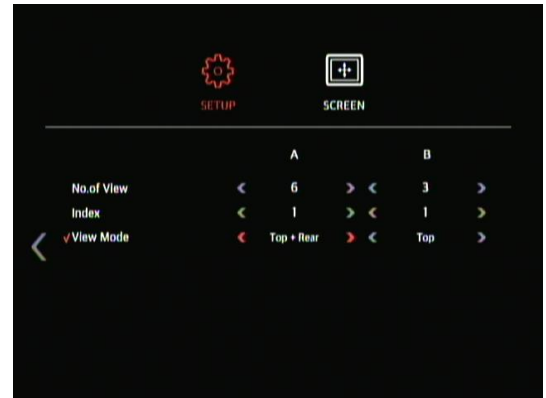 SETUP SCREEN
A B
No.of View < 6 > < 3 >
Index < 1 > < 1 >
✓View Mode < Top + Rear > < Top >